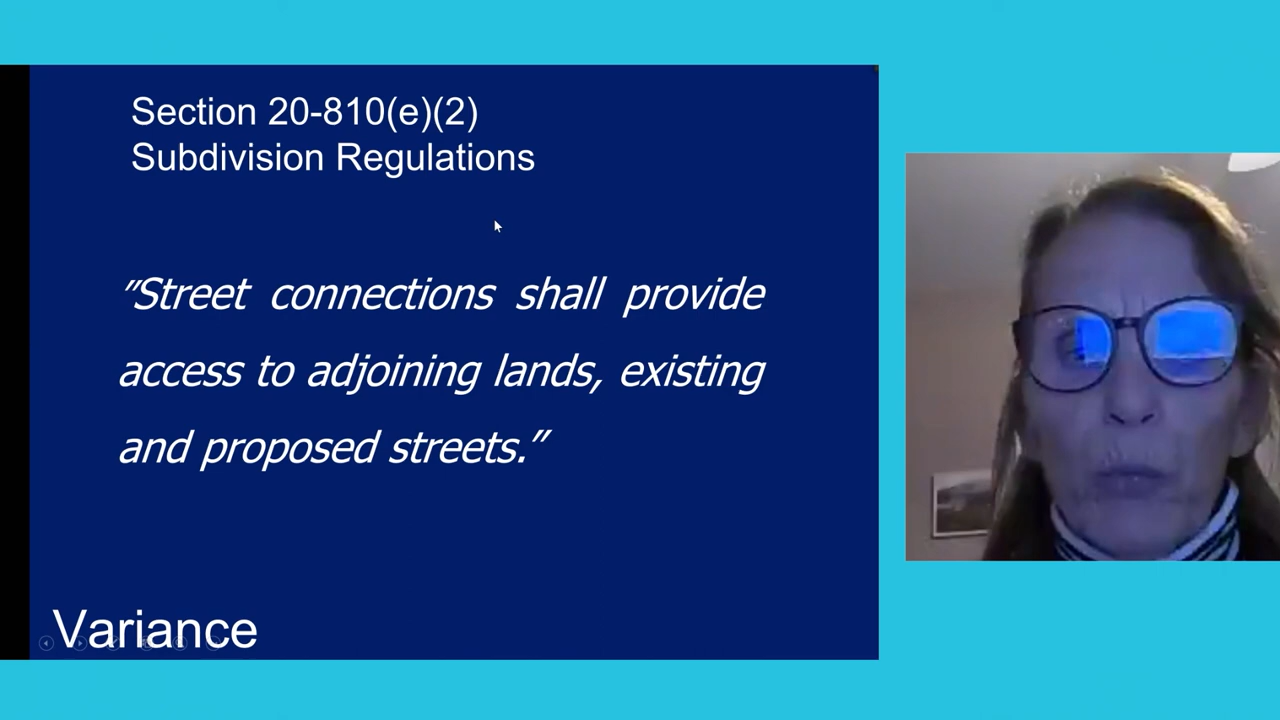 Section 20-810(e)(2)
Subdivision Regulations
"Street connections shall provide
access to adjoining lands, existing
and proposed streets."
Variance